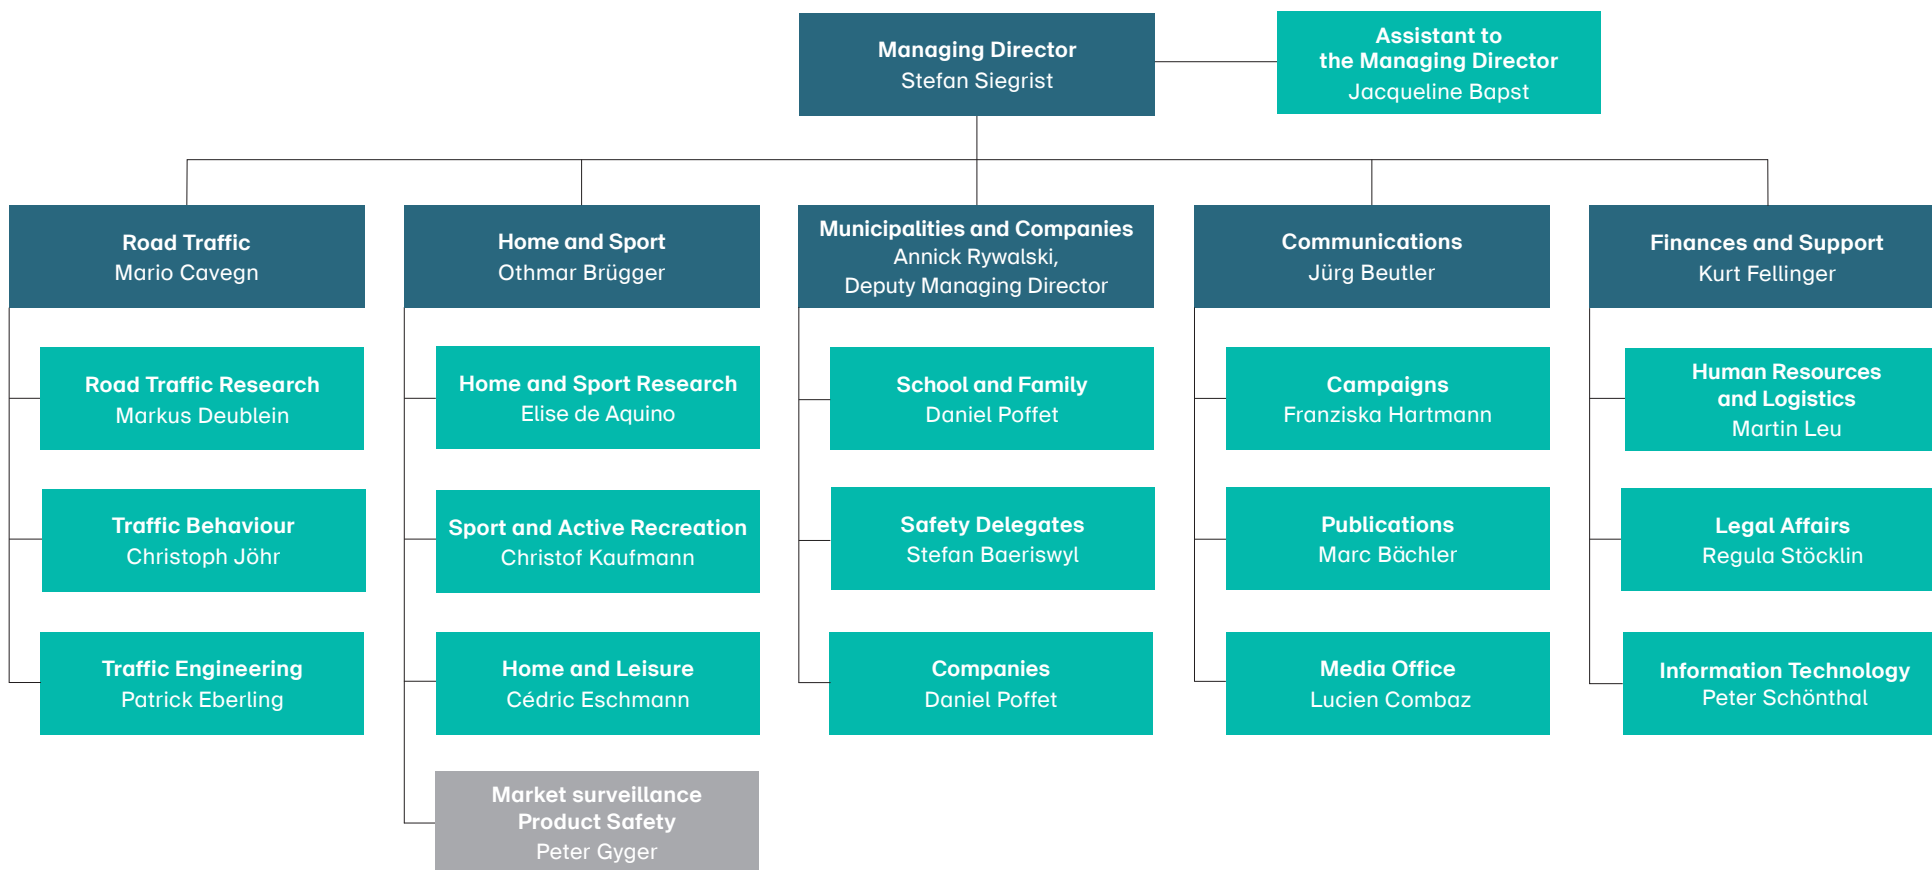 Managing Director
Stefan Siegrist
Assistant to
the Managing Director
Jacqueline Bapst
Road Traffic
Mario Cavegn
Home and Sport
Othmar Brügger
Municipalities and Companies
Annick Rywalski,
Deputy Managing Director
Communications
Jürg Beutler
Finances and Support
Kurt Fellinger
Road Traffic Research
Markus Deublein
Home and Sport Research
Elise de Aquino
School and Family
Daniel Poffet
Campaigns
Franziska Hartmann
Human Resources
and Logistics
Martin Leu
Traffic Behaviour
Christoph Jöhr
Sport and Active Recreation
Christof Kaufmann
Safety Delegates
Stefan Baeriswyl
Publications
Marc Bächler
Legal Affairs
Regula Stöcklin
Traffic Engineering
Patrick Eberling
Home and Leisure
Cédric Eschmann
Companies
Daniel Poffet
Media Office
Lucien Combaz
Information Technology
Peter Schönthal
Market surveillance
Product Safety
Peter Gyger